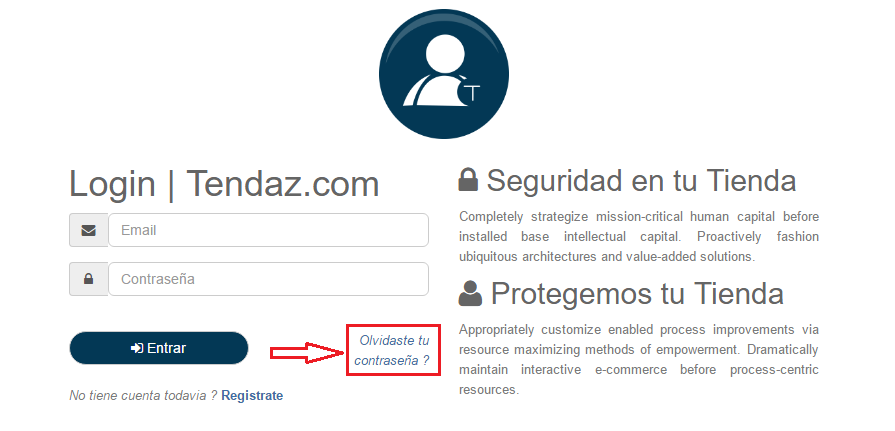 T
Login | Tendaz.com
Email
Contraseña
Entrar
Olvidaste tu
contraseña ?
No tiene cuenta todavia ? Registrate
Seguridad en tu Tienda
Completely strategize mission-critical human capital before
installed base intellectual capital. Proactively fashion
ubiquitous architectures and value-added solutions.
Protegemos tu Tienda
Appropriately customize enabled process improvements via
resource maximizing methods of empowerment. Dramatically
maintain interactive e-commerce before process-centric
resources.